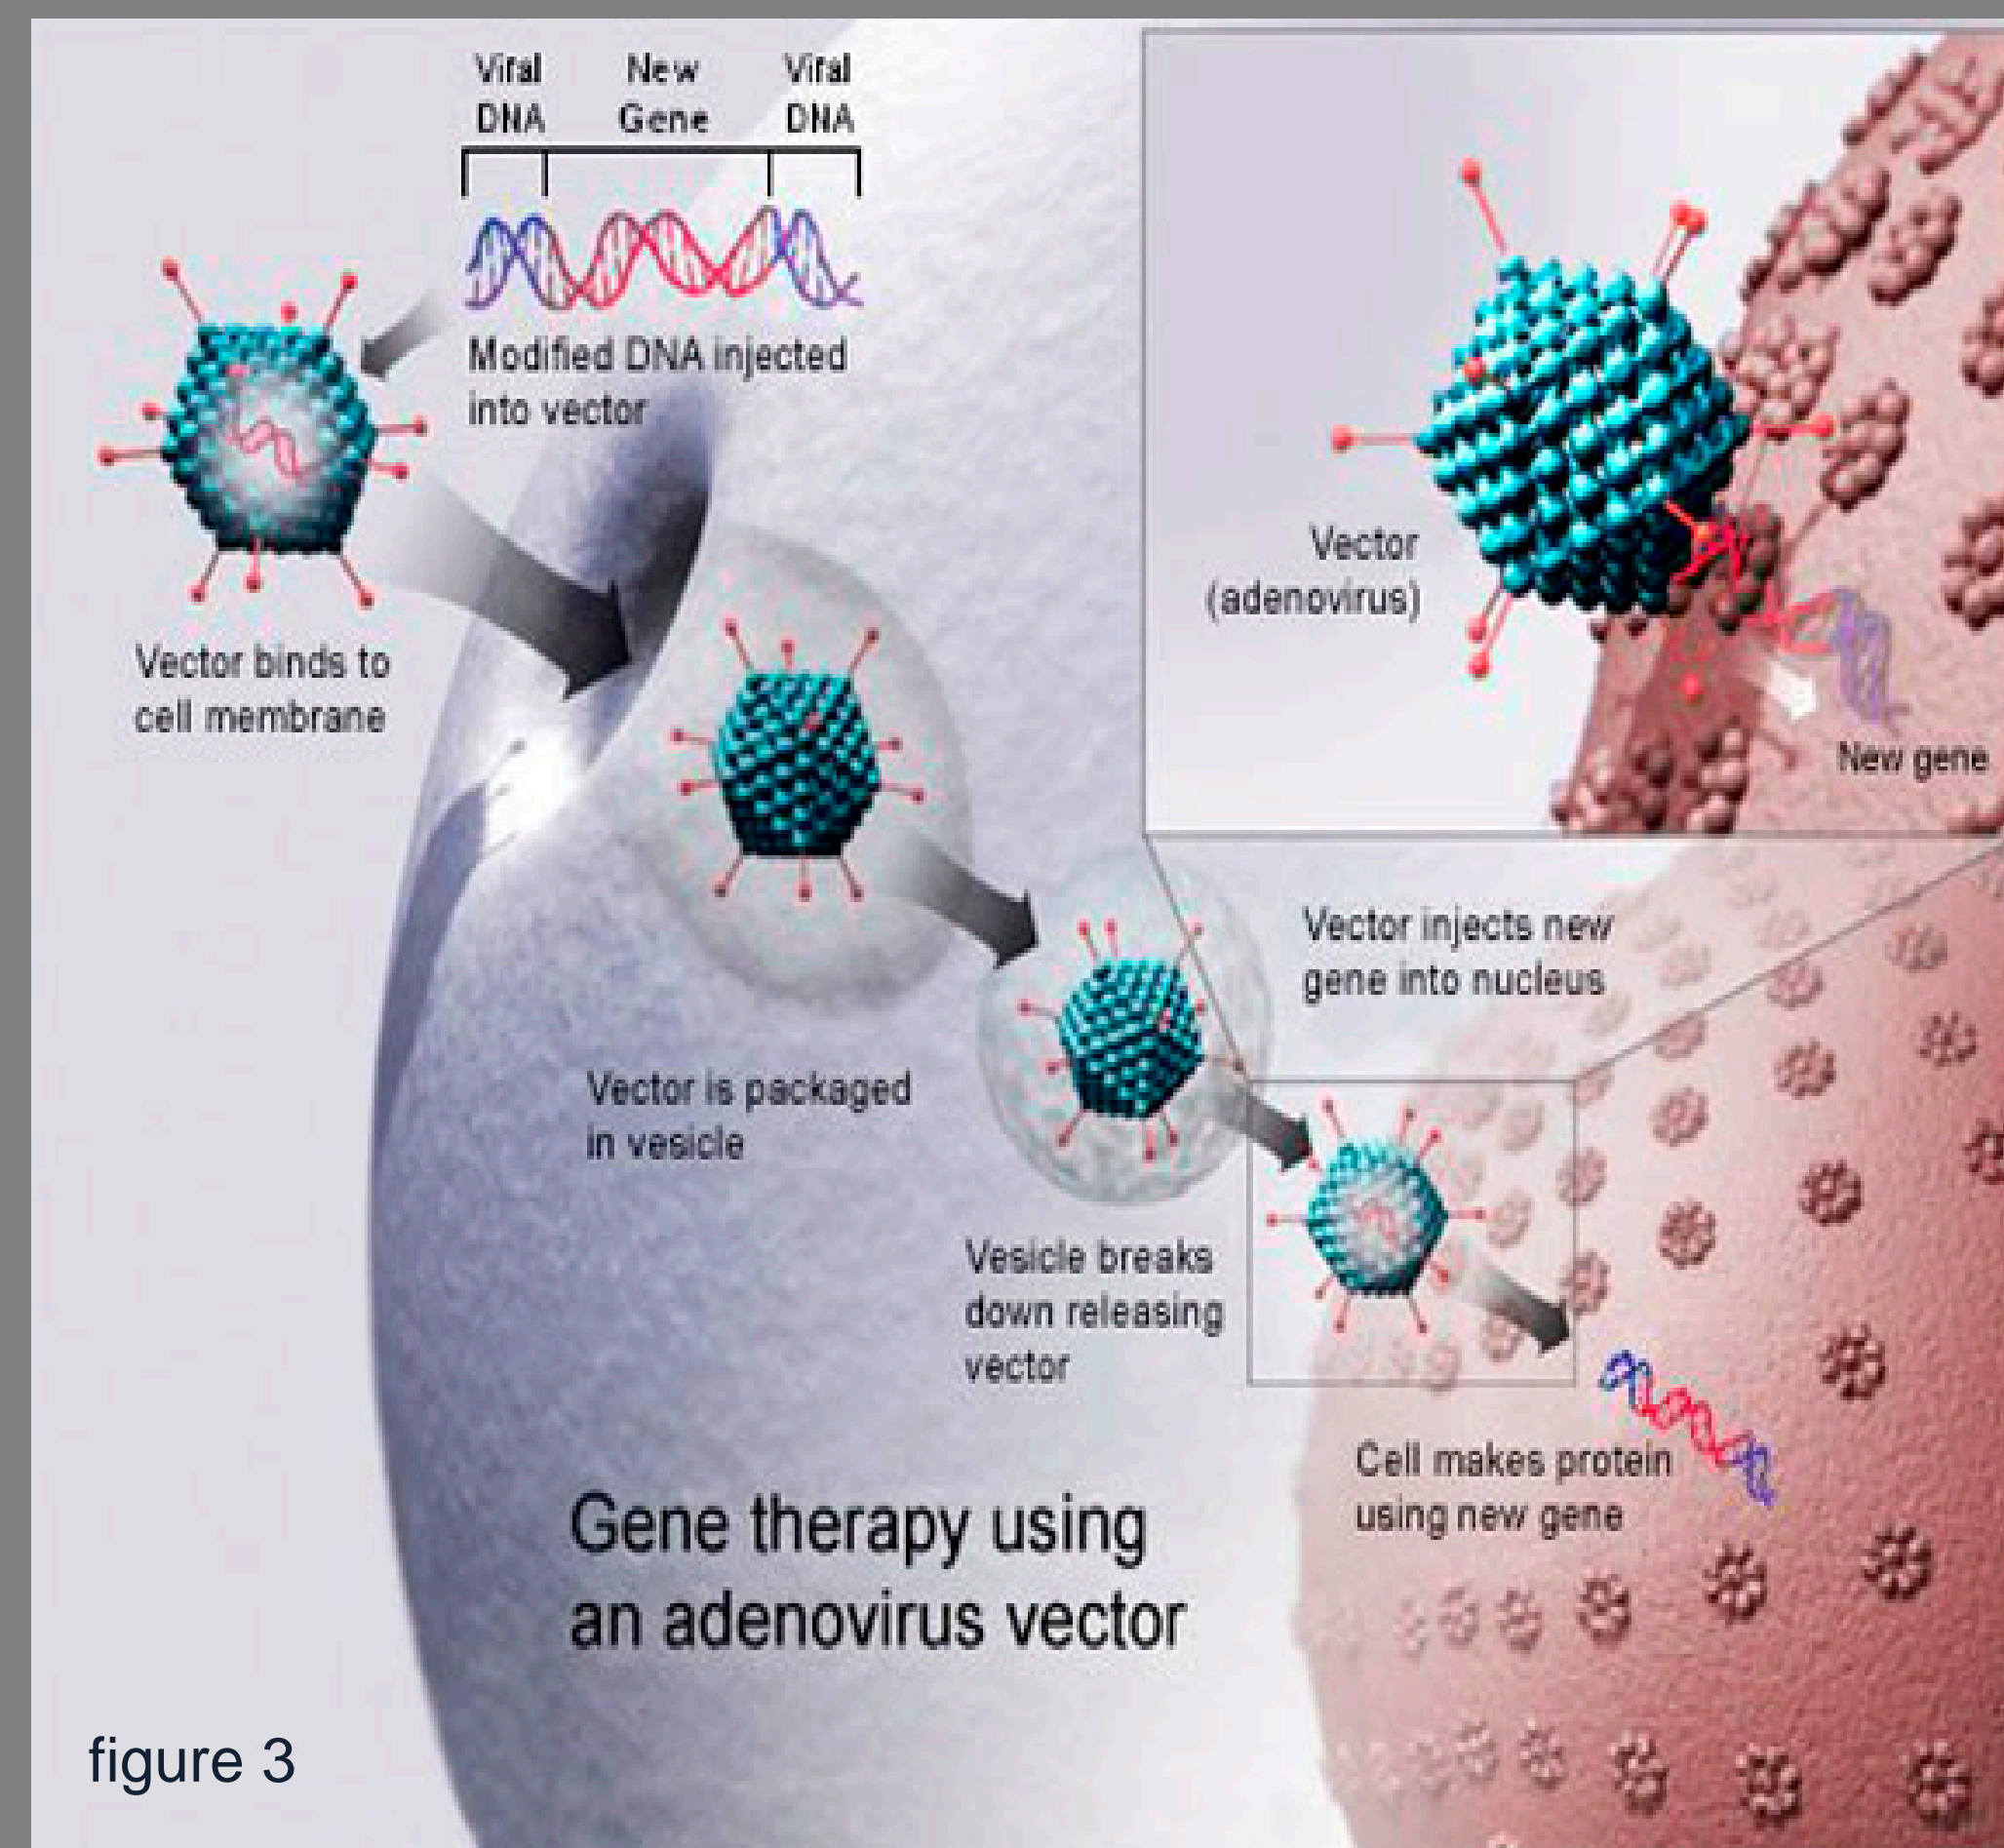 Viral
DNA
New
Gene
Viral
DNA
Modified DNA injected
into vector
Vector binds to
cell membrane
Vector
(adenovirus)
New gene
Vector injects new
gene into nucleus
Vector is packaged
in vesicle
Vesicle breaks
down releasing
vector
Cell makes protein
using new gene
Gene therapy using
an adenovirus vector
figure 3